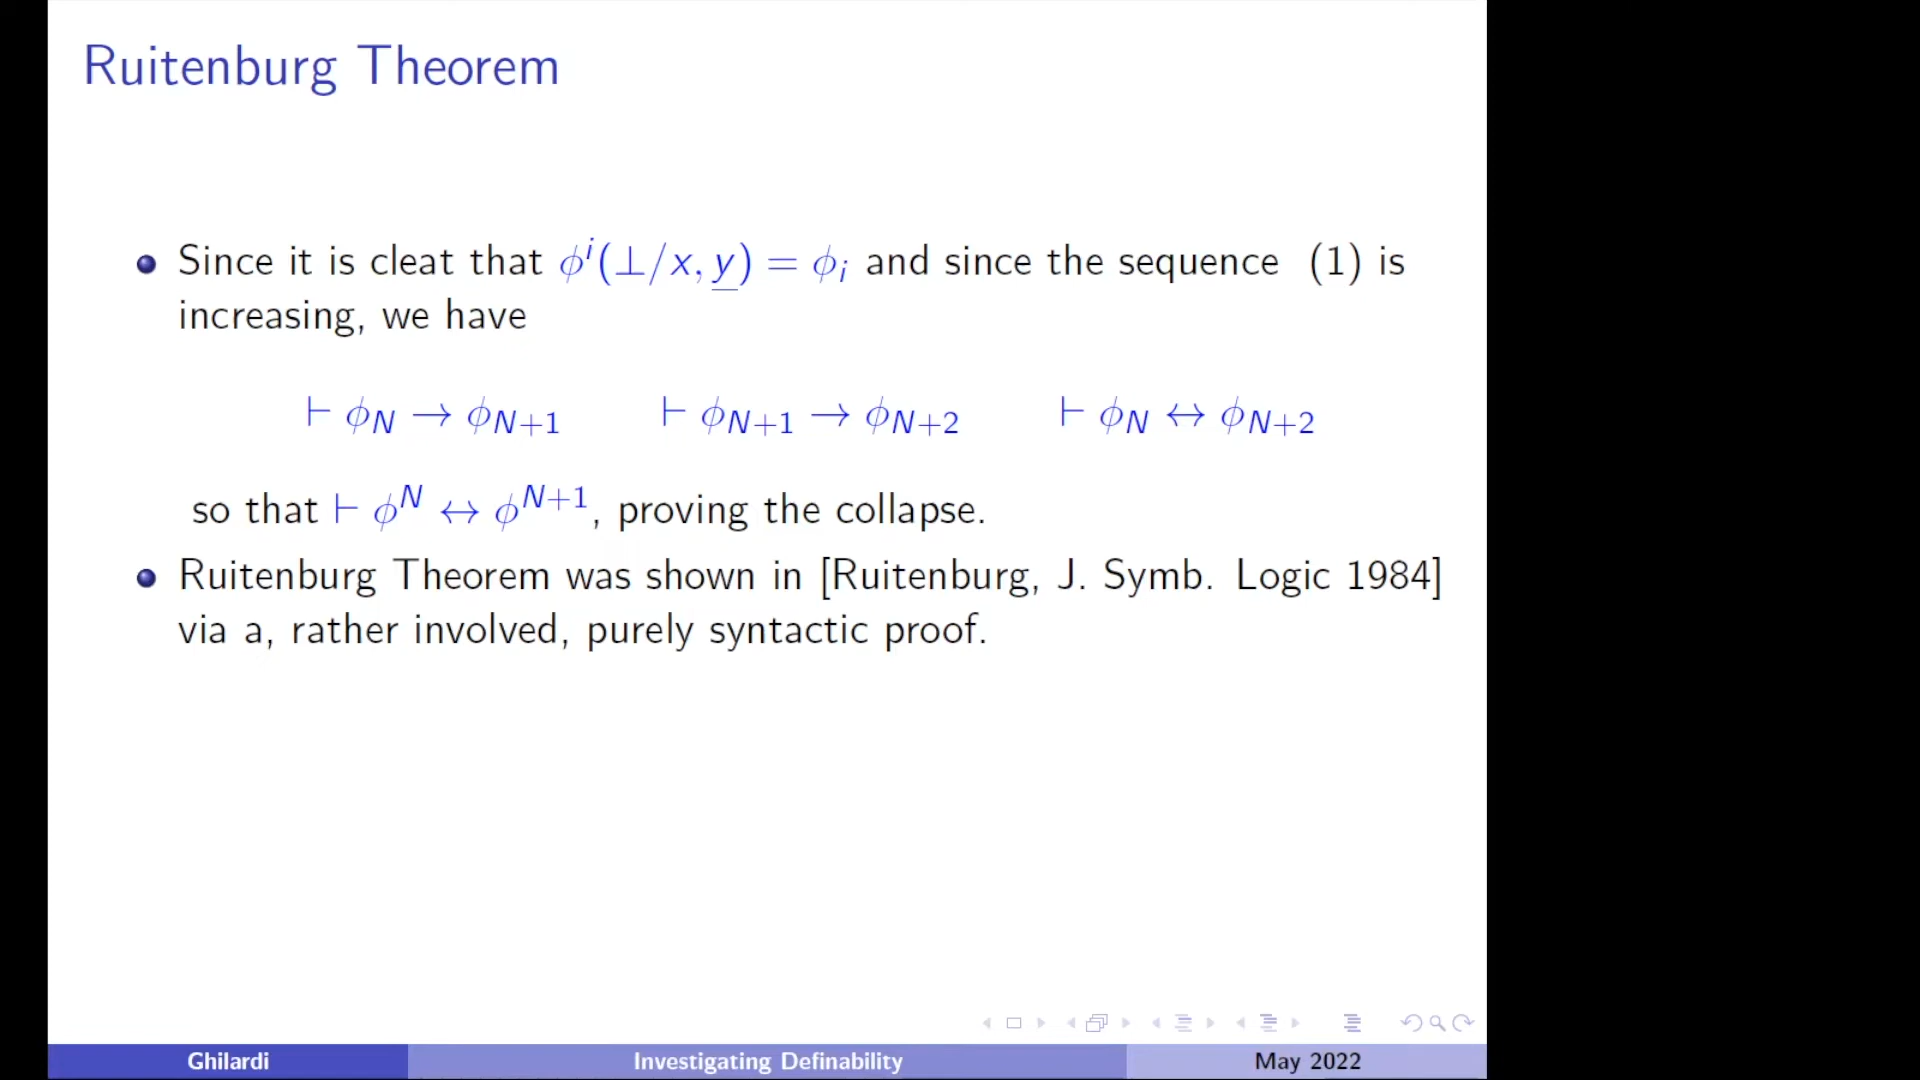 Ruitenburg Theorem
Since it is cleat that ϕⁱ(⊥/x, y̲) = ϕᵢ and since the sequence (1) is
increasing, we have
⊢ ϕ_N → ϕ_{N+1} ⊢ ϕ_{N+1} → ϕ_{N+2} ⊢ ϕ_N ↔ ϕ_{N+2}
so that ⊢ ϕ^N ↔ ϕ^{N+1}, proving the collapse.
Ruitenburg Theorem was shown in [Ruitenburg, J. Symb. Logic 1984]
via a, rather involved, purely syntactic proof.
Ghilardi Investigating Definability May 2022